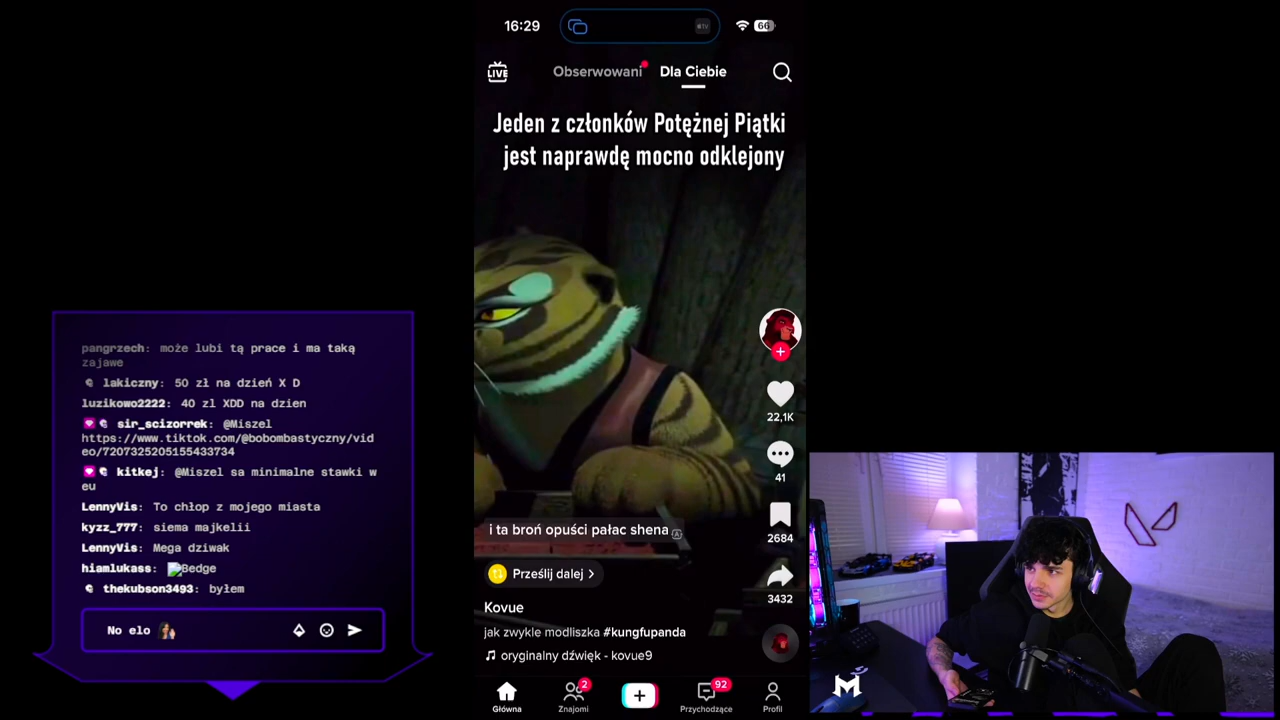 pangrzech: może lubi tą prace i ma taką
zajawe
lakiczny: 50 zł na dzień X D
luzikowo2222: 40 zl XDD na dzien
sir_scizorrek: @Miszel
https://www.tiktok.com/@bobombastyczny/vid
eo/7207325205155433734
kitkej: @Miszel sa minimalne stawki w
eu
LennyVis: To chłop z mojego miasta
kyzz_777: siema majkelii
LennyVis: Mega dziwak
hiamlukass: Bedge
thekubson3493: byłem
No elo
16:29
tv
66
LIVE
Obserwowani
Dla Ciebie
Jeden z członków Potężnej Piątki
jest naprawdę mocno odklejony
22,1K
41
2684
3432
i ta broń opuści pałac shena
Prześlij dalej
Kovue
jak zwykle modliszka #kungfupanda
oryginalny dźwięk - kovue9
2
92
Główna
Znajomi
Przychodzące
Profil
M